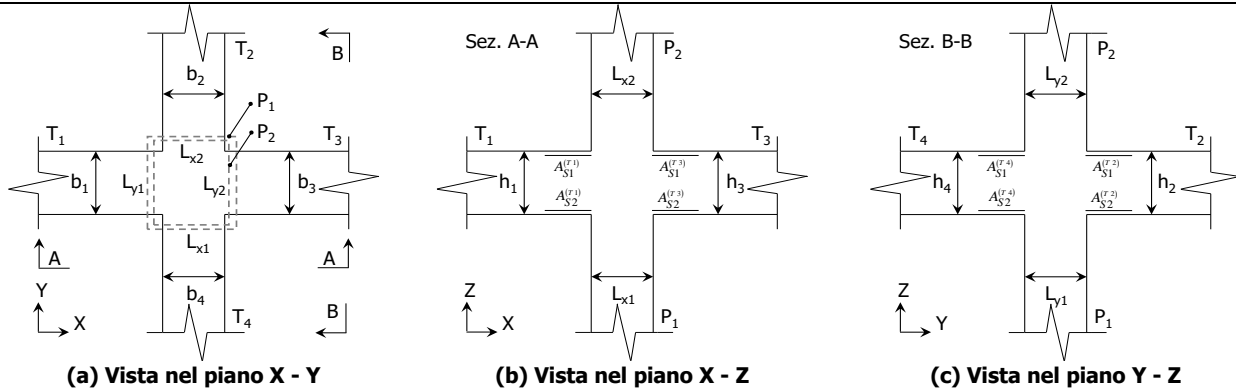 T2
B
b2
P1
P2
T1
T3
Lx2
b1
Ly1
Ly2
b3
Lx1
A
A
b4
Y
X
T4
B
(a) Vista nel piano X - Y
Sez. A-A
P2
Lx2
T1
T3
h1
AS1(T1)
AS1(T3)
h3
AS2(T1)
AS2(T3)
Lx1
Z
X
P1
(b) Vista nel piano X - Z
Sez. B-B
P2
Ly2
T4
T2
h4
AS1(T4)
AS1(T2)
h2
AS2(T4)
AS2(T2)
Ly1
Z
Y
P1
(c) Vista nel piano Y - Z